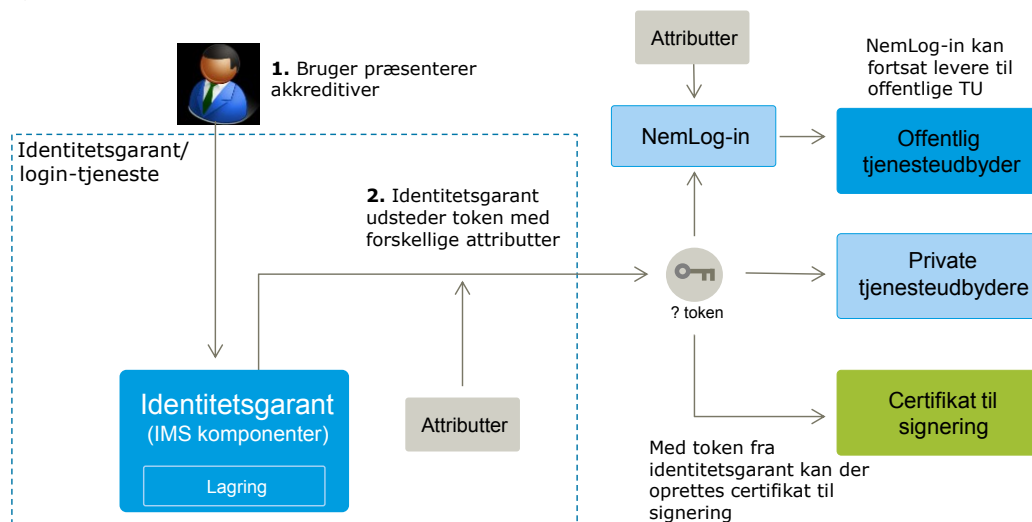 1. Bruger præsenterer
akkreditiver
Identitetsgarant/
login-tjeneste
2. Identitetsgarant
udsteder token med
forskellige attributter
Identitetsgarant
(IMS komponenter)
Lagring
Attributter
Attributter
NemLog-in
NemLog-in kan
fortsat levere til
offentlige TU
Offentlig
tjenesteudbyder
? token
Private
tjenesteudbydere
Certifikat til
signering
Med token fra
identitetsgarant kan der
oprettes certifikat til
signering